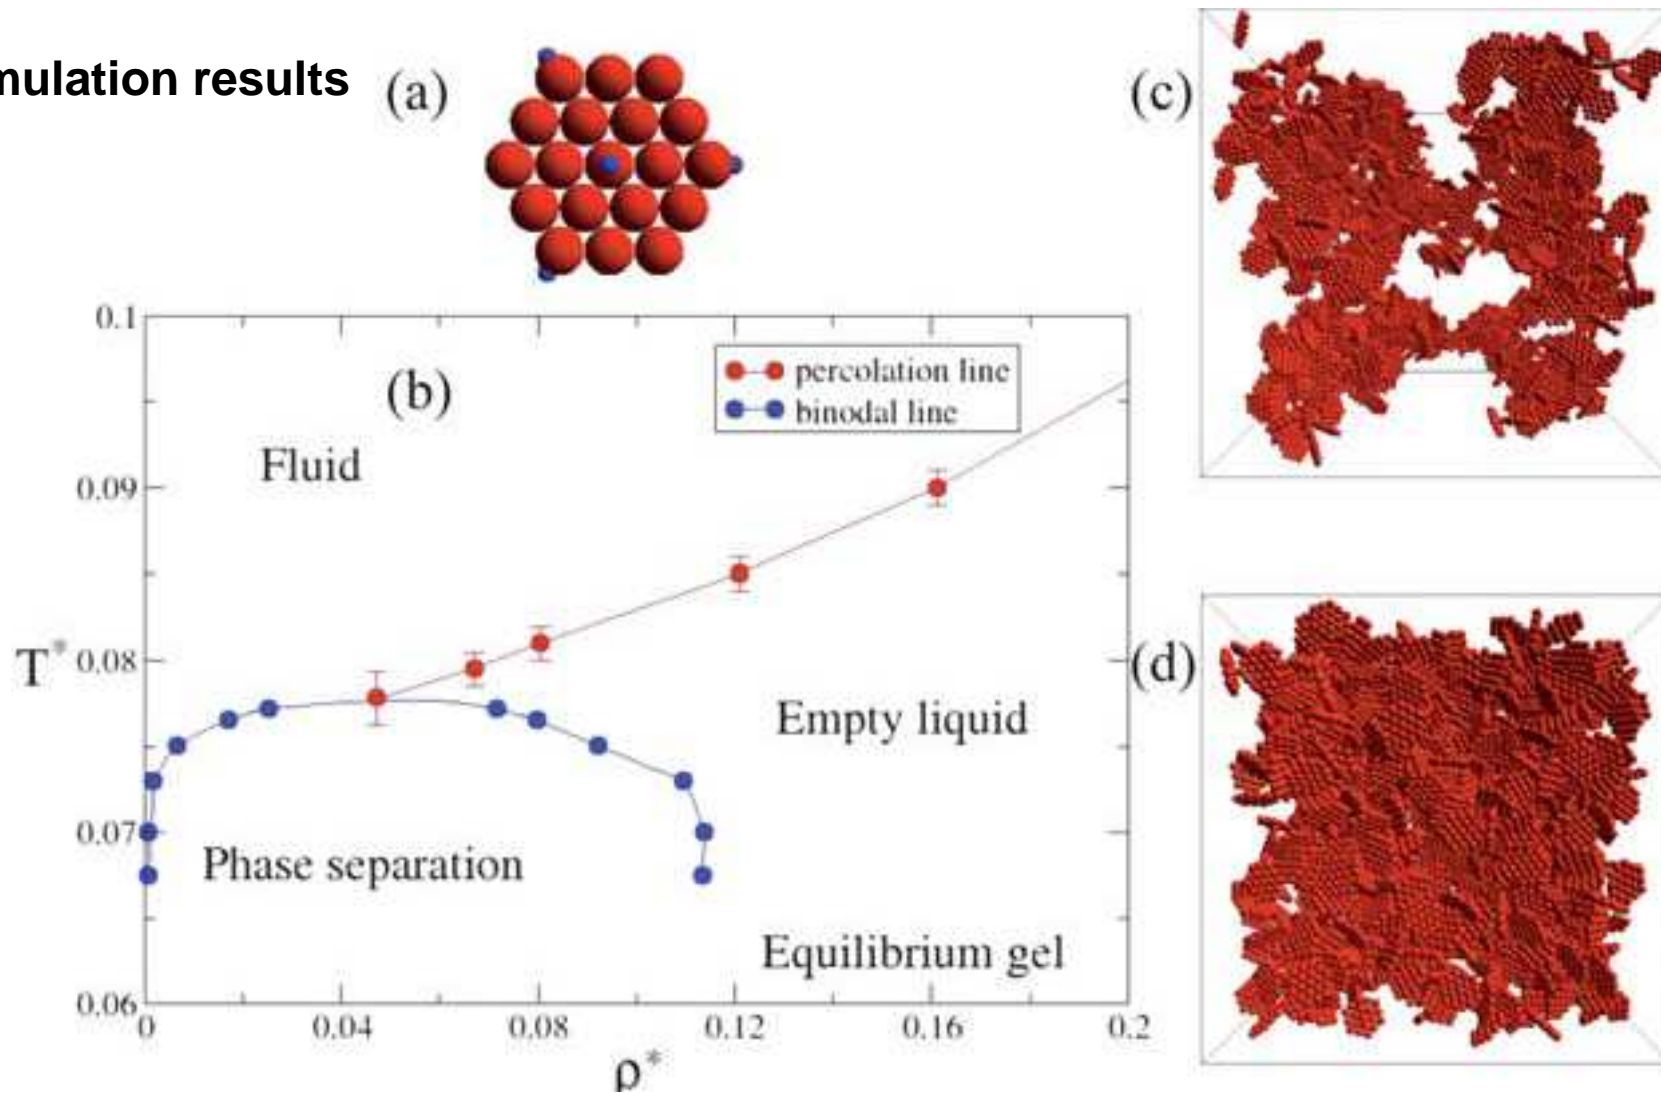 mulation results
(a)
(c)
0.1
percolation line
binodal line
(b)
Fluid
0.09
T* 0.08
(d)
Empty liquid
0.07
Phase separation
Equilibrium gel
0.06
0 0.04 0.08 0.12 0.16 0.2
ρ*